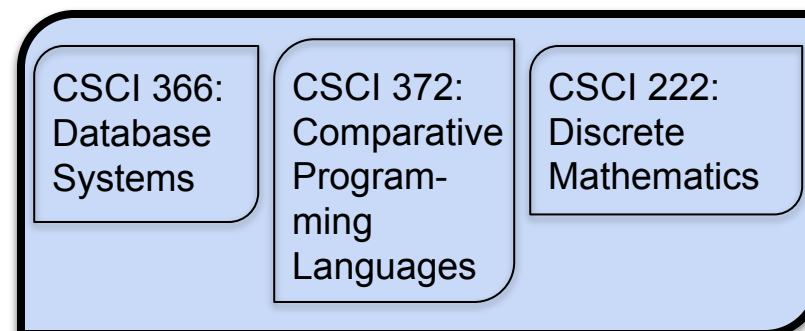 CSCI 366:
Database
Systems
CSCI 372:
Comparative
Program-
ming
Languages
CSCI 222:
Discrete
Mathematics